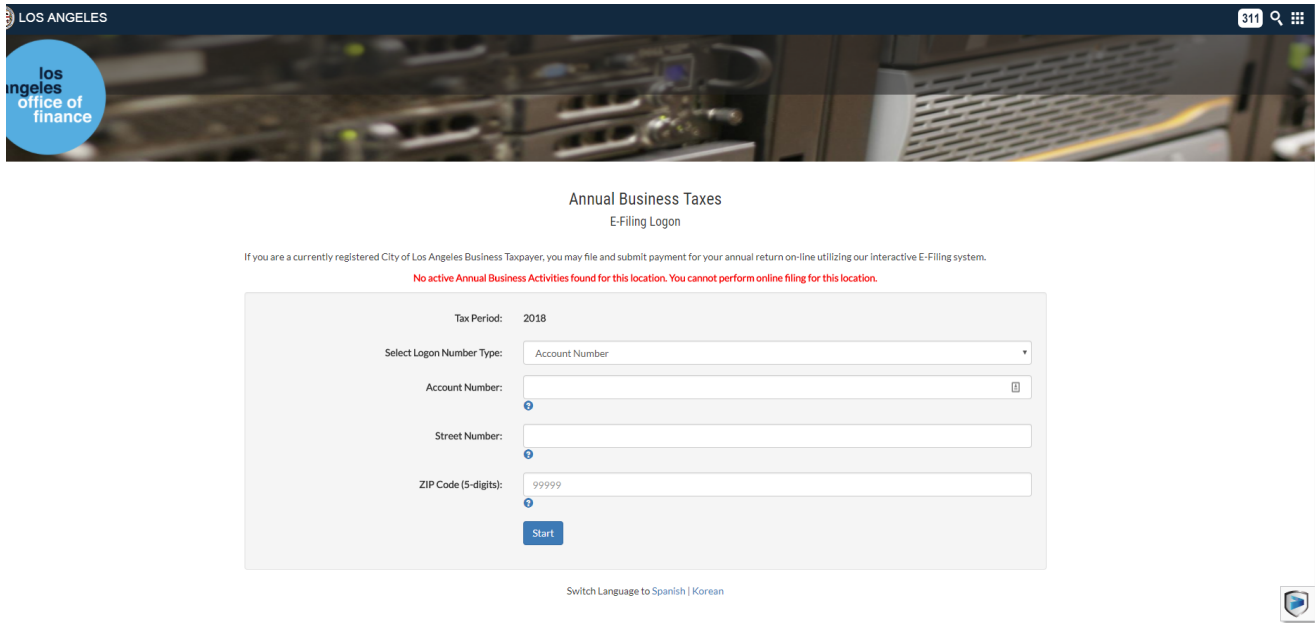 LOS ANGELES
311
los
angeles
office of
finance
Annual Business Taxes
E-Filing Logon
If you are a currently registered City of Los Angeles Business Taxpayer, you may file and submit payment for your annual return on-line utilizing our interactive E-Filing system.
No active Annual Business Activities found for this location. You cannot perform online filing for this location.
Tax Period: 2018
Select Logon Number Type: Account Number
Account Number:
?
Street Number:
?
ZIP Code (5-digits): 99999
?
Start
Switch Language to Spanish | Korean